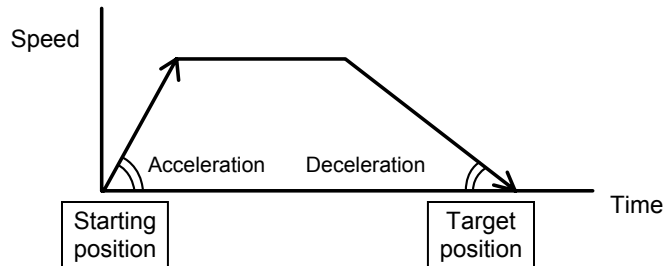 Speed
Acceleration
Deceleration
Time
Starting
position
Target
position